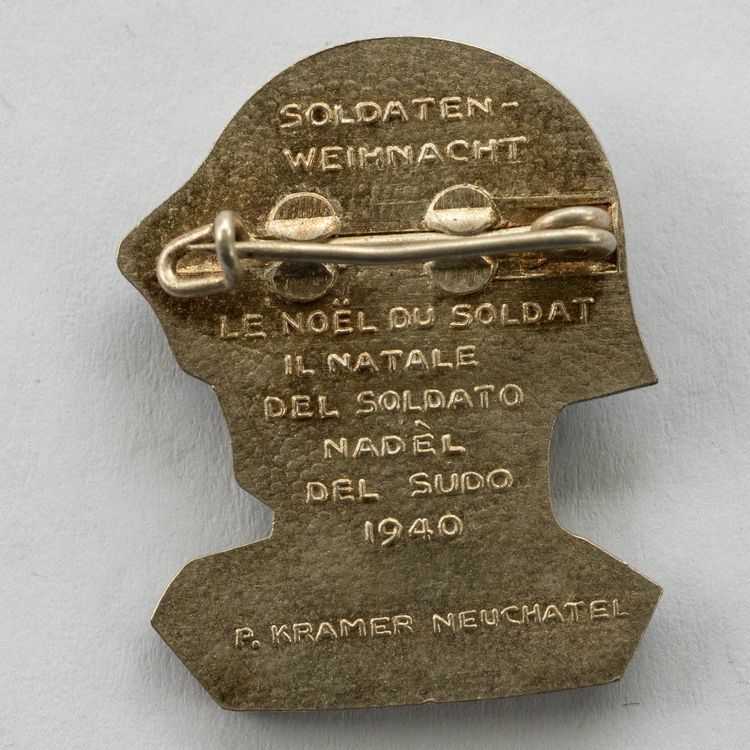 SOLDATEN-
WEIHNACHT
LE NOËL DU SOLDAT
IL NATALE
DEL SOLDATO
NADÈL
DEL SUDO
1940
P. KRAMER NEUCHATEL